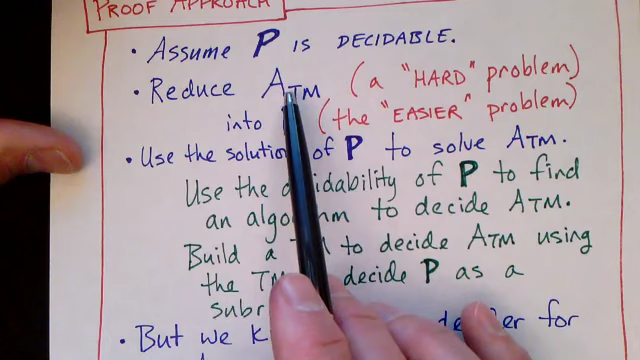 PROOF APPROACH
• Assume P is DECIDABLE.
• Reduce ATM (a "HARD" problem)
into (the "EASIER" problem)
• Use the solution of P to solve ATM.
Use the decidability of P to find
an algorithm to decide ATM.
Build a to decide ATM using
the TM decide P as a
• But we for